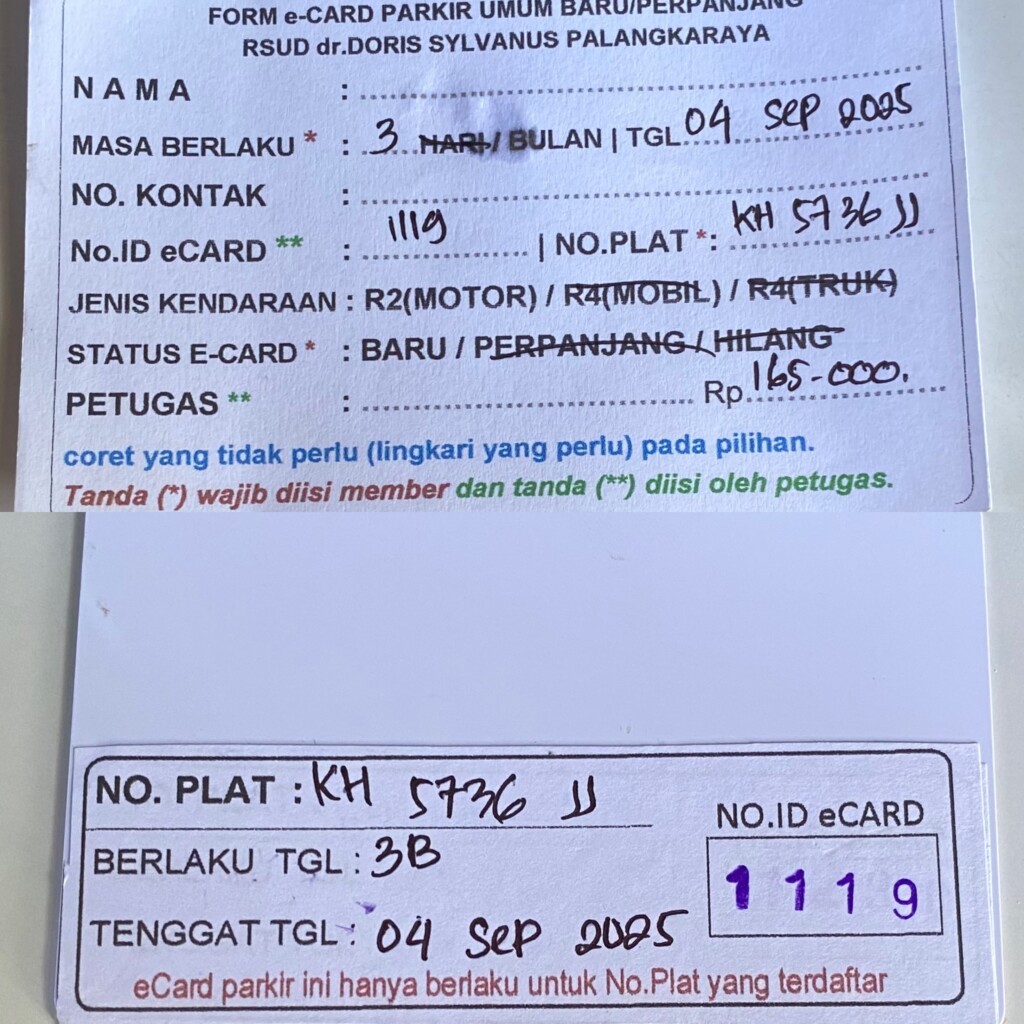 FORM e-CARD PARKIR UMUM BARU/PERPANJANG
RSUD dr.DORIS SYLVANUS PALANGKARAYA
NAMA :
MASA BERLAKU * : 3 HARI / BULAN | TGL 04 Sep 2025
NO. KONTAK :
No.ID eCARD ** : 1119 | NO.PLAT *: KH 5736 JJ
JENIS KENDARAAN : R2(MOTOR) / R4(MOBIL) / R4(TRUK)
STATUS E-CARD * : BARU / PERPANJANG / HILANG
PETUGAS ** : Rp 165-000.
coret yang tidak perlu (lingkari yang perlu) pada pilihan.
Tanda (*) wajib diisi member dan tanda (**) diisi oleh petugas.
NO. PLAT : KH 5736 JJ
BERLAKU TGL : 3B
TENGGAT TGL : 04 Sep 2025
NO.ID eCARD
1119
eCard parkir ini hanya berlaku untuk No.Plat yang terdaftar